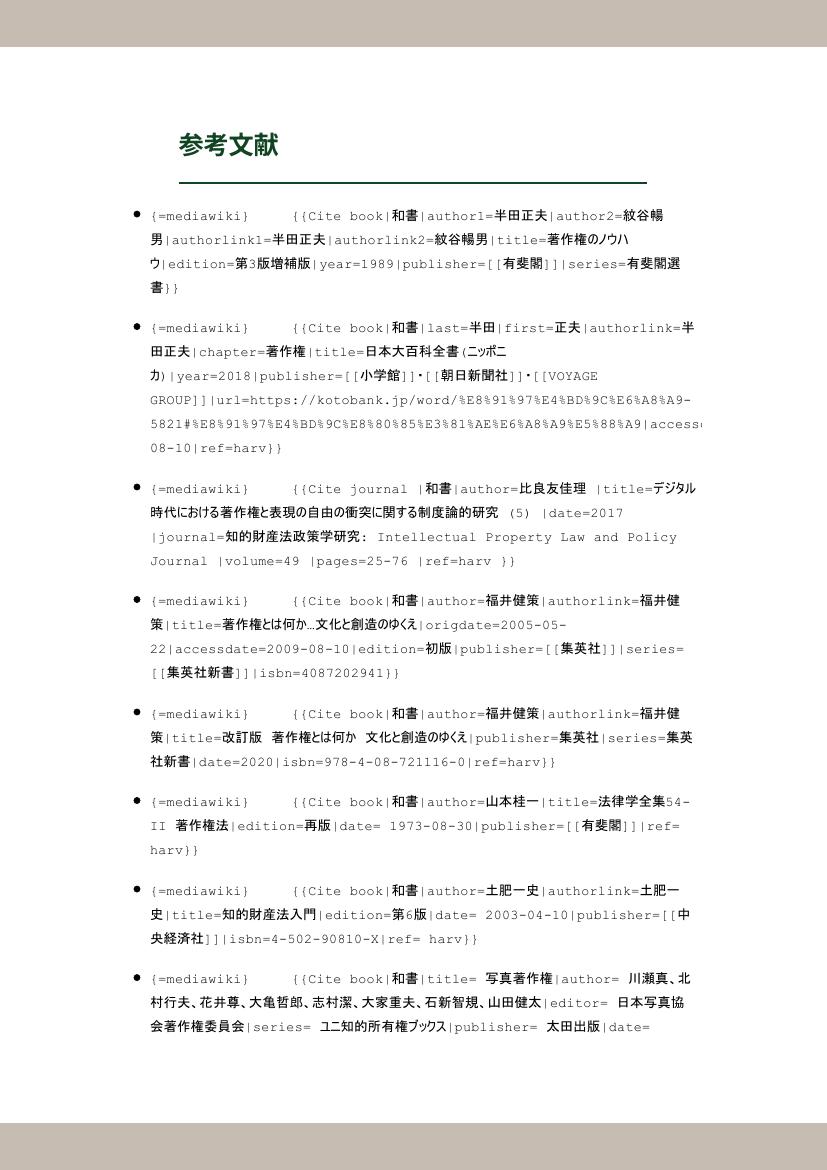 参考文献
{=mediawiki} {{Cite book|和書|author1=半田正夫|author2=紋谷暢
男|authorlink1=半田正夫|authorlink2=紋谷暢男|title=著作権のノウハ
ウ|edition=第3版増補版|year=1989|publisher=[[有斐閣]]|series=有斐閣選
書}}
{=mediawiki} {{Cite book|和書|last=半田|first=正夫|authorlink=半
田正夫|chapter=著作権|title=日本大百科全書(ニッポニ
カ)|year=2018|publisher=[[小学館]]・[[朝日新聞社]]・[[VOYAGE
GROUP]]|url=https://kotobank.jp/word/%E8%91%97%E4%BD%9C%E6%A8%A9-
5821#%E8%91%97%E4%BD%9C%E8%80%85%E3%81%AE%E6%A8%A9%E5%88%A9|access
08-10|ref=harv}}
{=mediawiki} {{Cite journal |和書|author=比良友佳理 |title=デジタル
時代における著作権と表現の自由の衝突に関する制度論的研究 (5) |date=2017
|journal=知的財産法政策学研究: Intellectual Property Law and Policy
Journal |volume=49 |pages=25-76 |ref=harv }}
{=mediawiki} {{Cite book|和書|author=福井健策|authorlink=福井健
策|title=著作権とは何か…文化と創造のゆくえ|origdate=2005-05-
22|accessdate=2009-08-10|edition=初版|publisher=[[集英社]]|series=
[[集英社新書]]|isbn=4087202941}}
{=mediawiki} {{Cite book|和書|author=福井健策|authorlink=福井健
策|title=改訂版 著作権とは何か 文化と創造のゆくえ|publisher=集英社|series=集英
社新書|date=2020|isbn=978-4-08-721116-0|ref=harv}}
{=mediawiki} {{Cite book|和書|author=山本桂一|title=法律学全集54-
II 著作権法|edition=再版|date= 1973-08-30|publisher=[[有斐閣]]|ref=
harv}}
{=mediawiki} {{Cite book|和書|author=土肥一史|authorlink=土肥一
史|title=知的財産法入門|edition=第6版|date= 2003-04-10|publisher=[[中
央経済社]]|isbn=4-502-90810-X|ref= harv}}
{=mediawiki} {{Cite book|和書|title= 写真著作権|author= 川瀬真、北
村行夫、花井尊、大亀哲郎、志村潔、大家重夫、石新智規、山田健太|editor= 日本写真協
会著作権委員会|series= ユニ知的所有権ブックス|publisher= 太田出版|date=